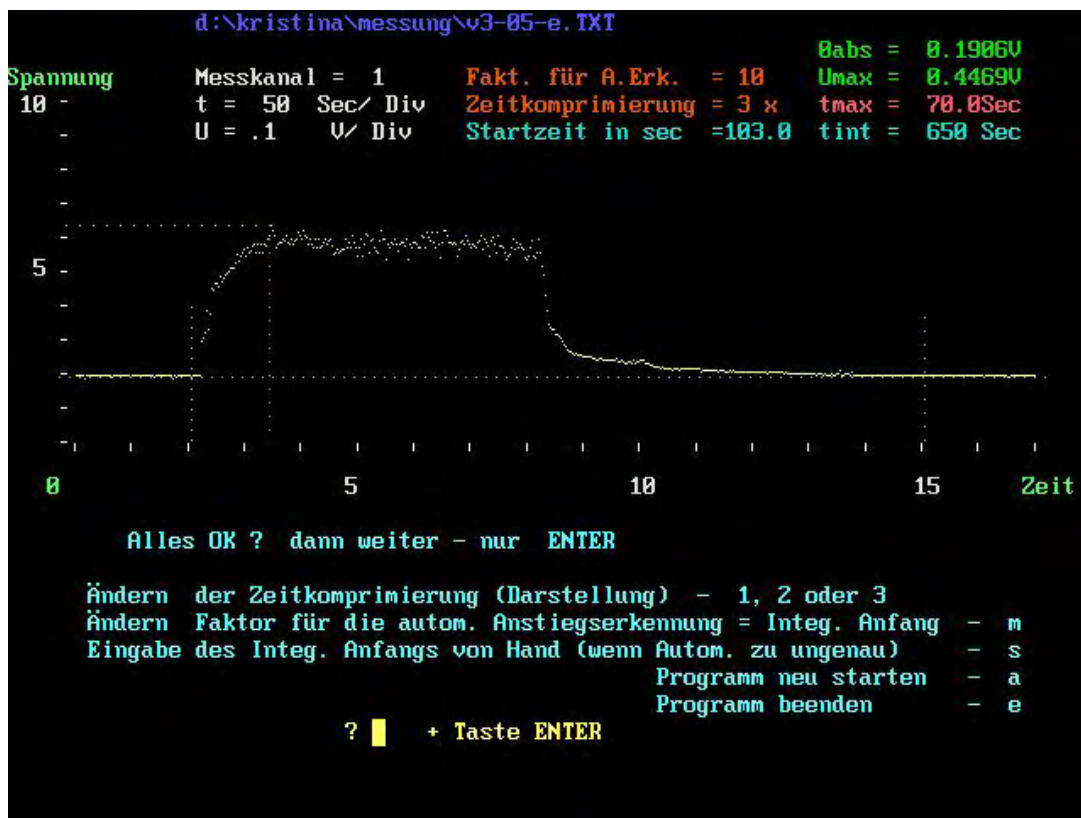 d:\kristina\messung\v3-05-e.TXT
0abs = 0.1906V
Spannung Messkanal = 1 Fakt. für A.Erk. = 10 Umax = 0.4469V
10 t = 50 Sec/ Div Zeitkomprimierung = 3 x tmax = 70.0Sec
U = .1 V/ Div Startzeit in sec =103.0 tint = 650 Sec
5
0 5 10 15 Zeit
Alles OK ? dann weiter - nur ENTER
Ändern der Zeitkomprimierung (Darstellung) - 1, 2 oder 3
Ändern Faktor für die autom. Anstiegserkennung = Integ. Anfang - m
Eingabe des Integ. Anfangs von Hand (wenn Autom. zu ungenau) - s
Programm neu starten - a
Programm beenden - e
? + Taste ENTER